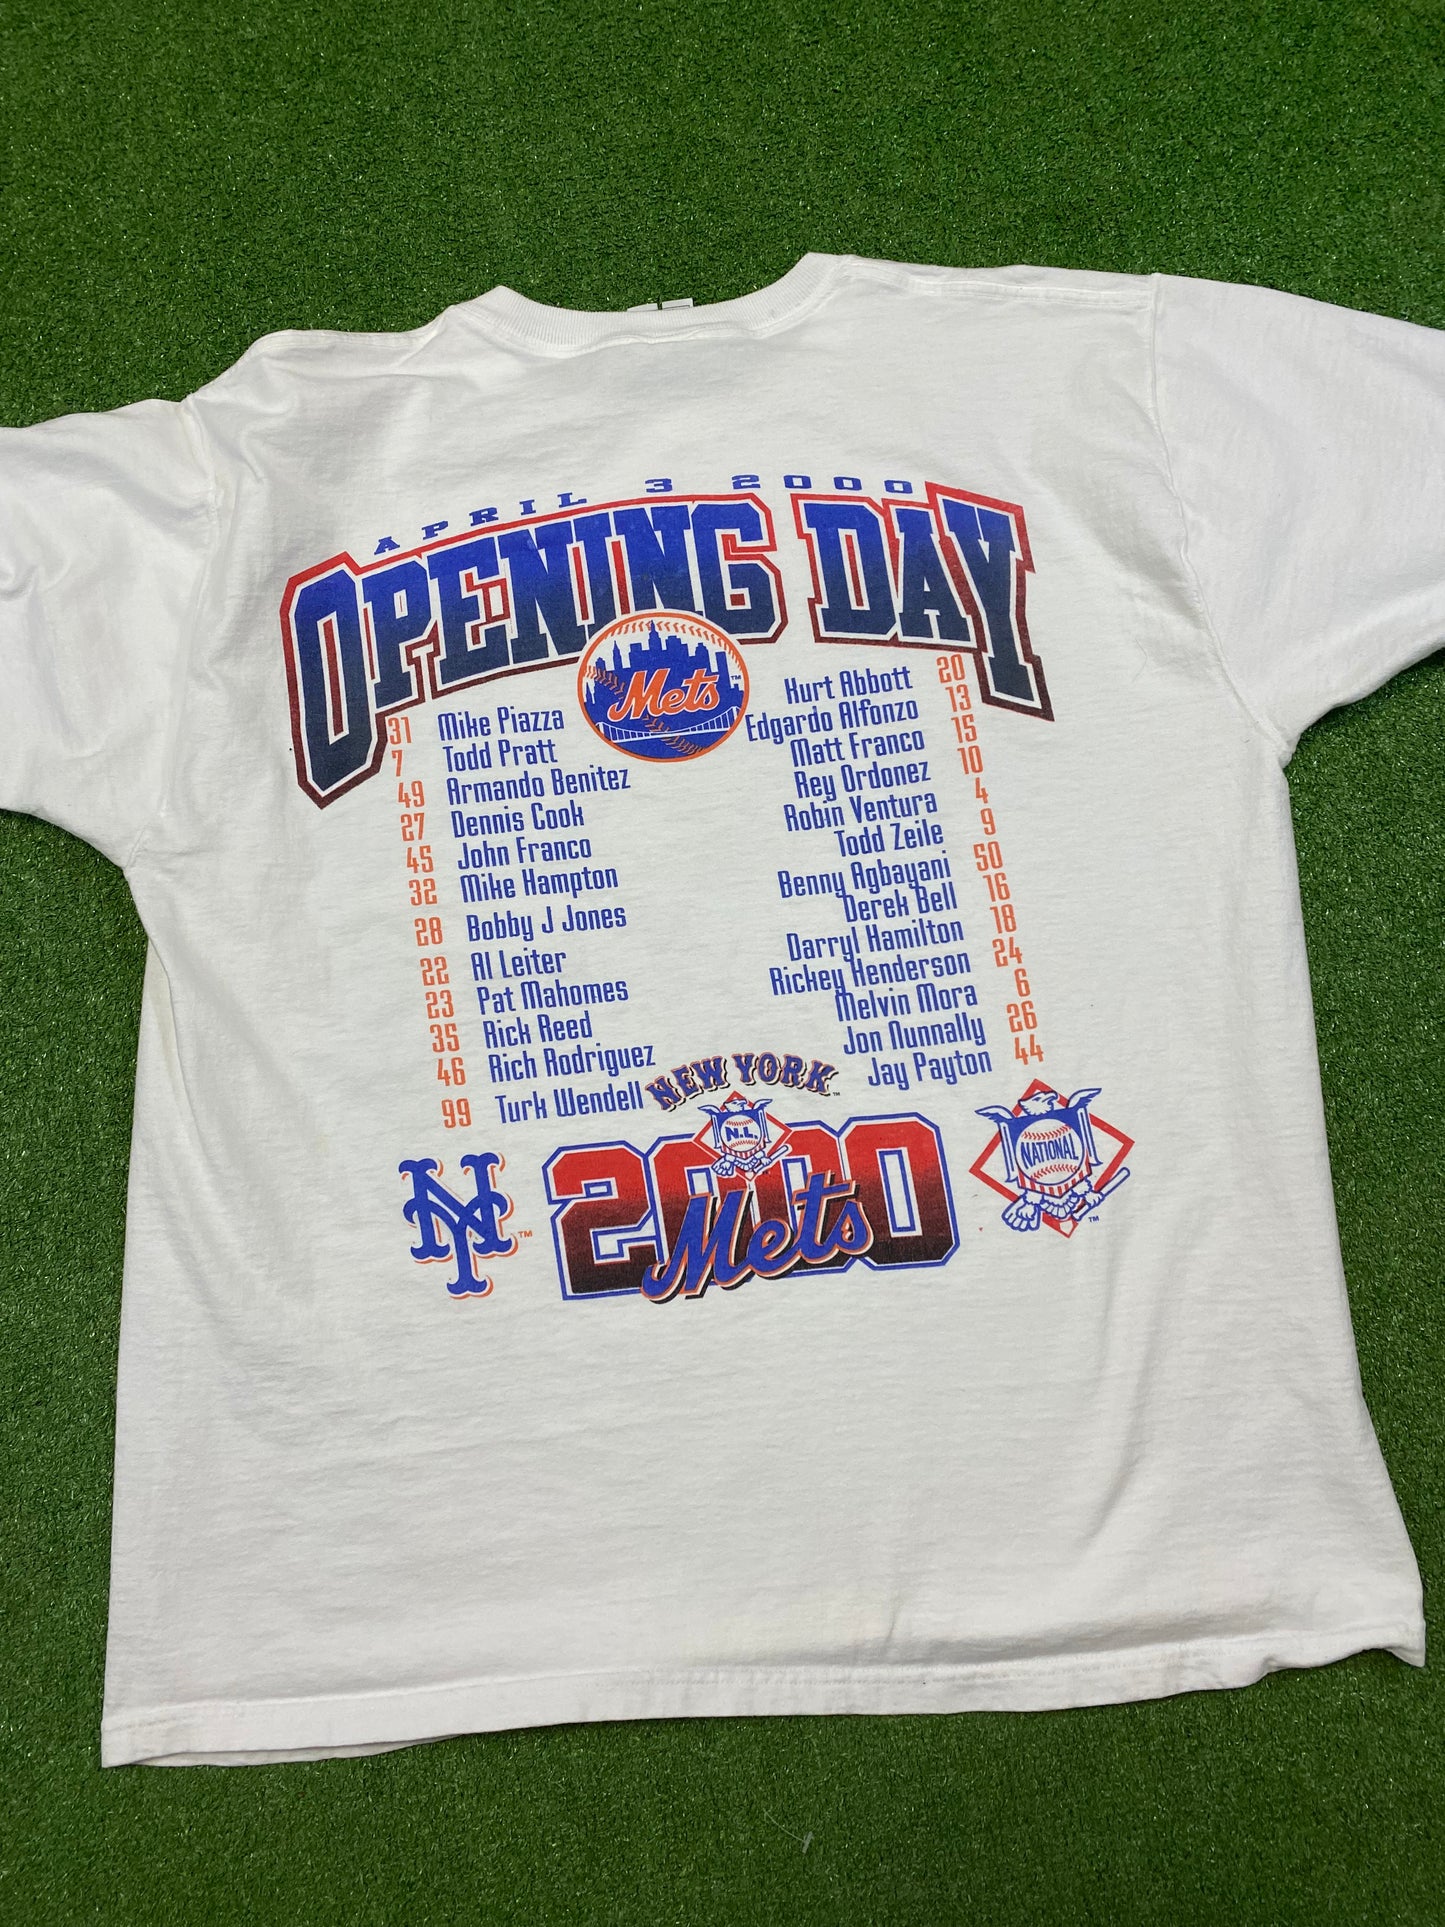 APRIL 3 2000
OPENING DAY
Mets
TM
31 Mike Piazza
7 Todd Pratt
49 Armando Benitez
27 Dennis Cook
45 John Franco
32 Mike Hampton
28 Bobby J Jones
22 Al Leiter
23 Pat Mahomes
35 Rick Reed
46 Rich Rodriguez
99 Turk Wendell
Kurt Abbott 20
Edgardo Alfonzo 13
Matt Franco 15
Rey Ordonez 10
Robin Ventura 4
Todd Zeile 9
Benny Agbayani 50
Derek Bell 16
Darryl Hamilton 18
Rickey Henderson 24
Melvin Mora 6
Jon Nunnally 26
Jay Payton 44
NEW YORK
TM
N.L.
2000
Mets
NY
TM
NATIONAL
TM